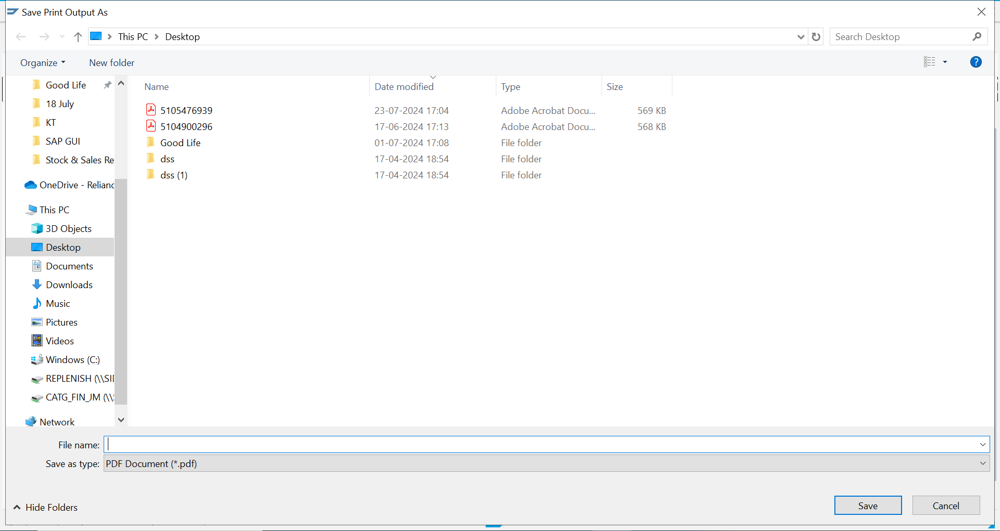 Save Print Output As
This PC Desktop
Search Desktop
Organize
New folder
?
Good Life
18 July
KT
SAP GUI
Stock & Sales Re
OneDrive - Relianc
This PC
3D Objects
Desktop
Documents
Downloads
Music
Pictures
Videos
Windows (C:)
REPLENISH (\\SI
CATG_FIN_JM (\\
Network
Name Date modified Type Size
5105476939 23-07-2024 17:04 Adobe Acrobat Docu... 569 KB
5104900296 17-06-2024 17:13 Adobe Acrobat Docu... 568 KB
Good Life 01-07-2024 17:08 File folder
dss 17-04-2024 18:54 File folder
dss (1) 17-04-2024 18:54 File folder
File name:
Save as type: PDF Document (*.pdf)
Hide Folders
Save
Cancel